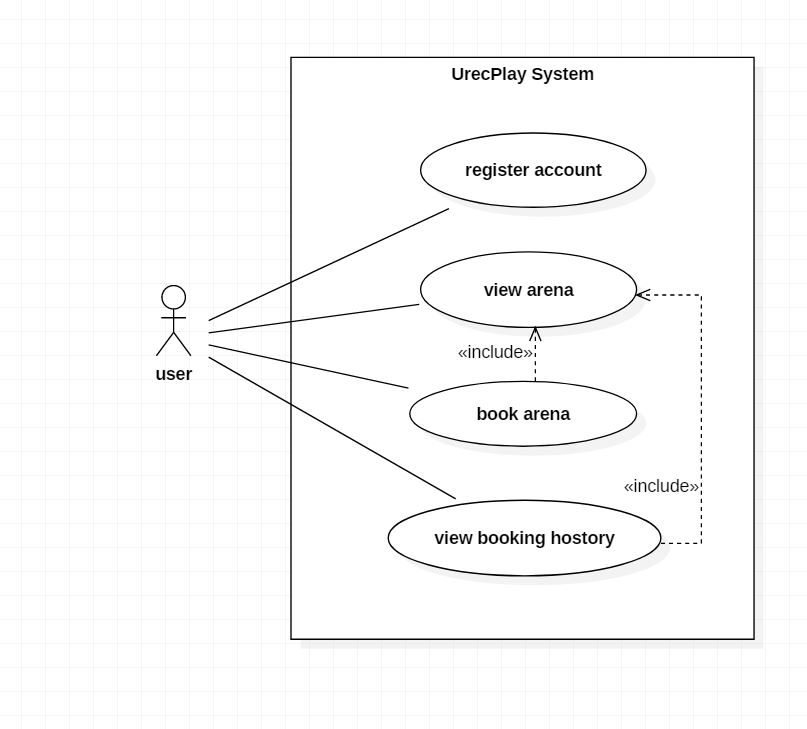 UrecPlay System
register account
view arena
«include»
user
book arena
«include»
view booking hostory